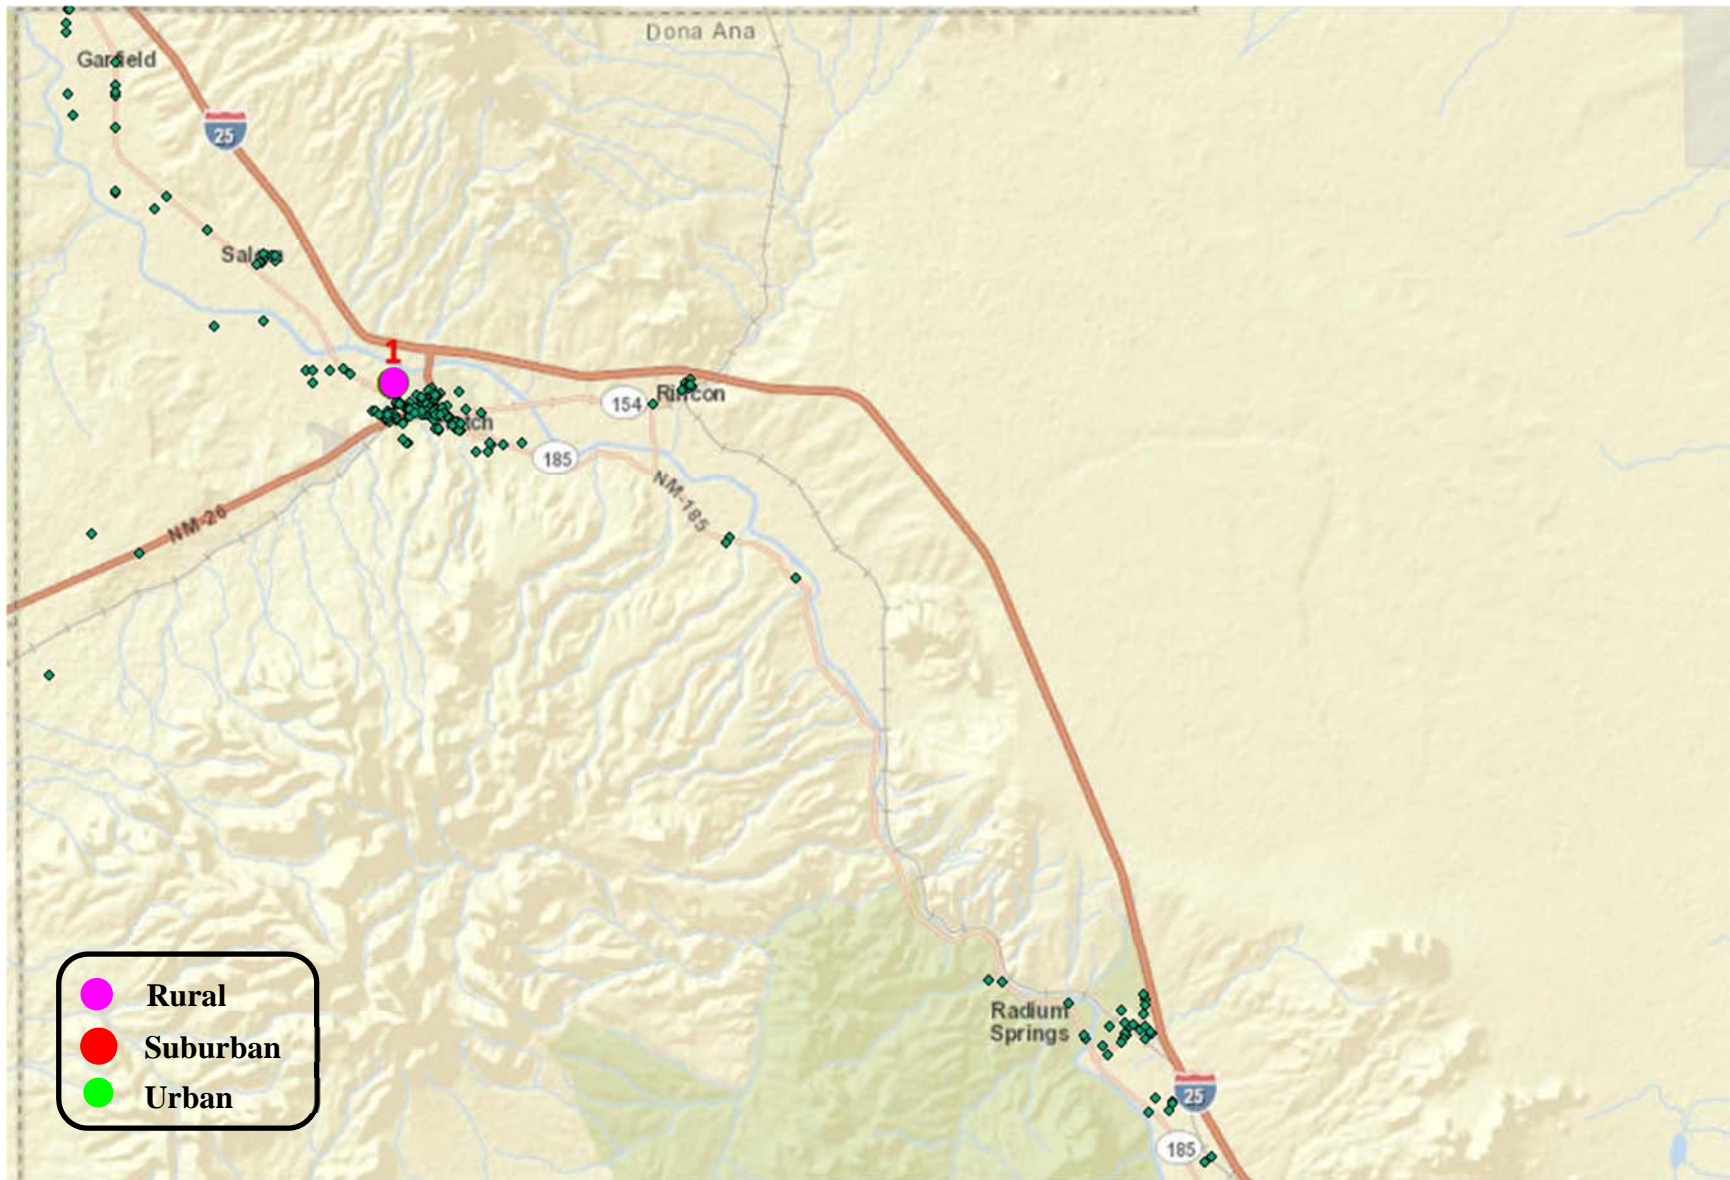 Dona Ana
Garfield
25
Salem
1
154
Rincon
185
NM-185
NM-26
Radium
Springs
25
185
Rural
Suburban
Urban